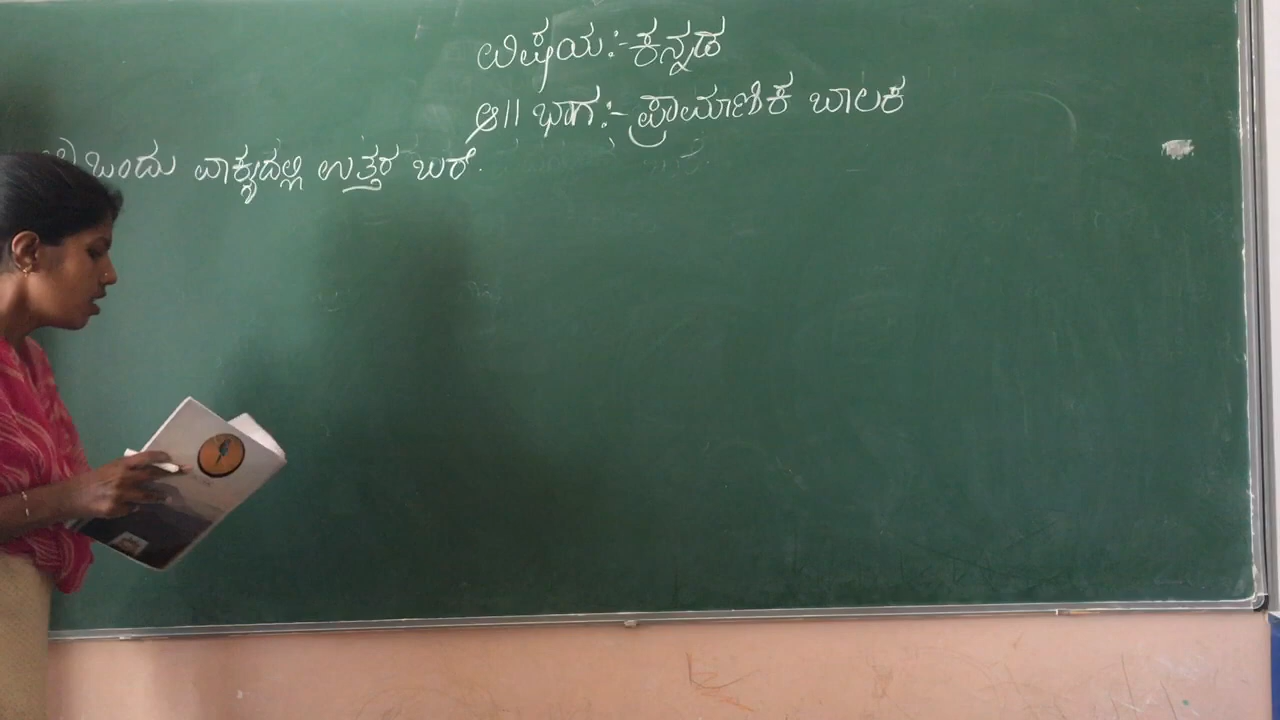 ವಿಷಯ:-ಕನ್ನಡ
ಆ|| ಭಾಗ:-ಪ್ರಾಮಾಣಿಕ ಬಾಲಕ
ಒಂದು ವಾಕ್ಯದಲ್ಲಿ ಉತ್ತರ ಬರೆ.